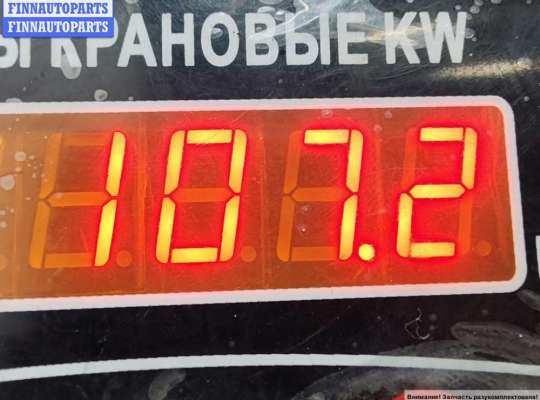 FINNAUTOPARTS
FINNAUTOPARTS
Ы КРАНОВЫЕ KW
107.2
Внимание! Запчасть разукомплектована!